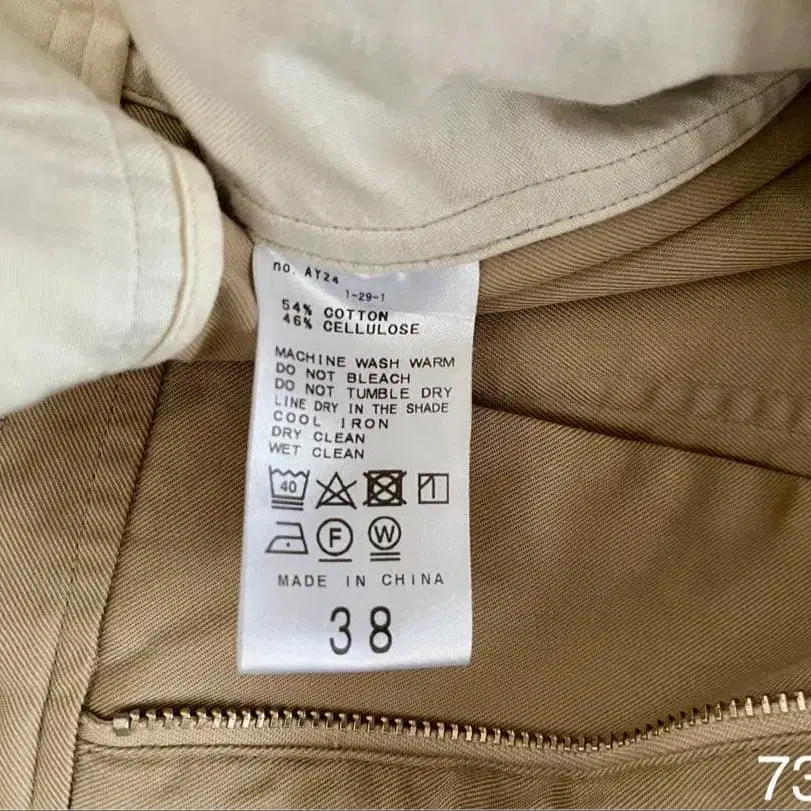 no. AY24
1-29-1
54% COTTON
46% CELLULOSE
MACHINE WASH WARM
DO NOT BLEACH
DO NOT TUMBLE DRY
LINE DRY IN THE SHADE
COOL IRON
DRY CLEAN
WET CLEAN
40
F W
MADE IN CHINA
38
73